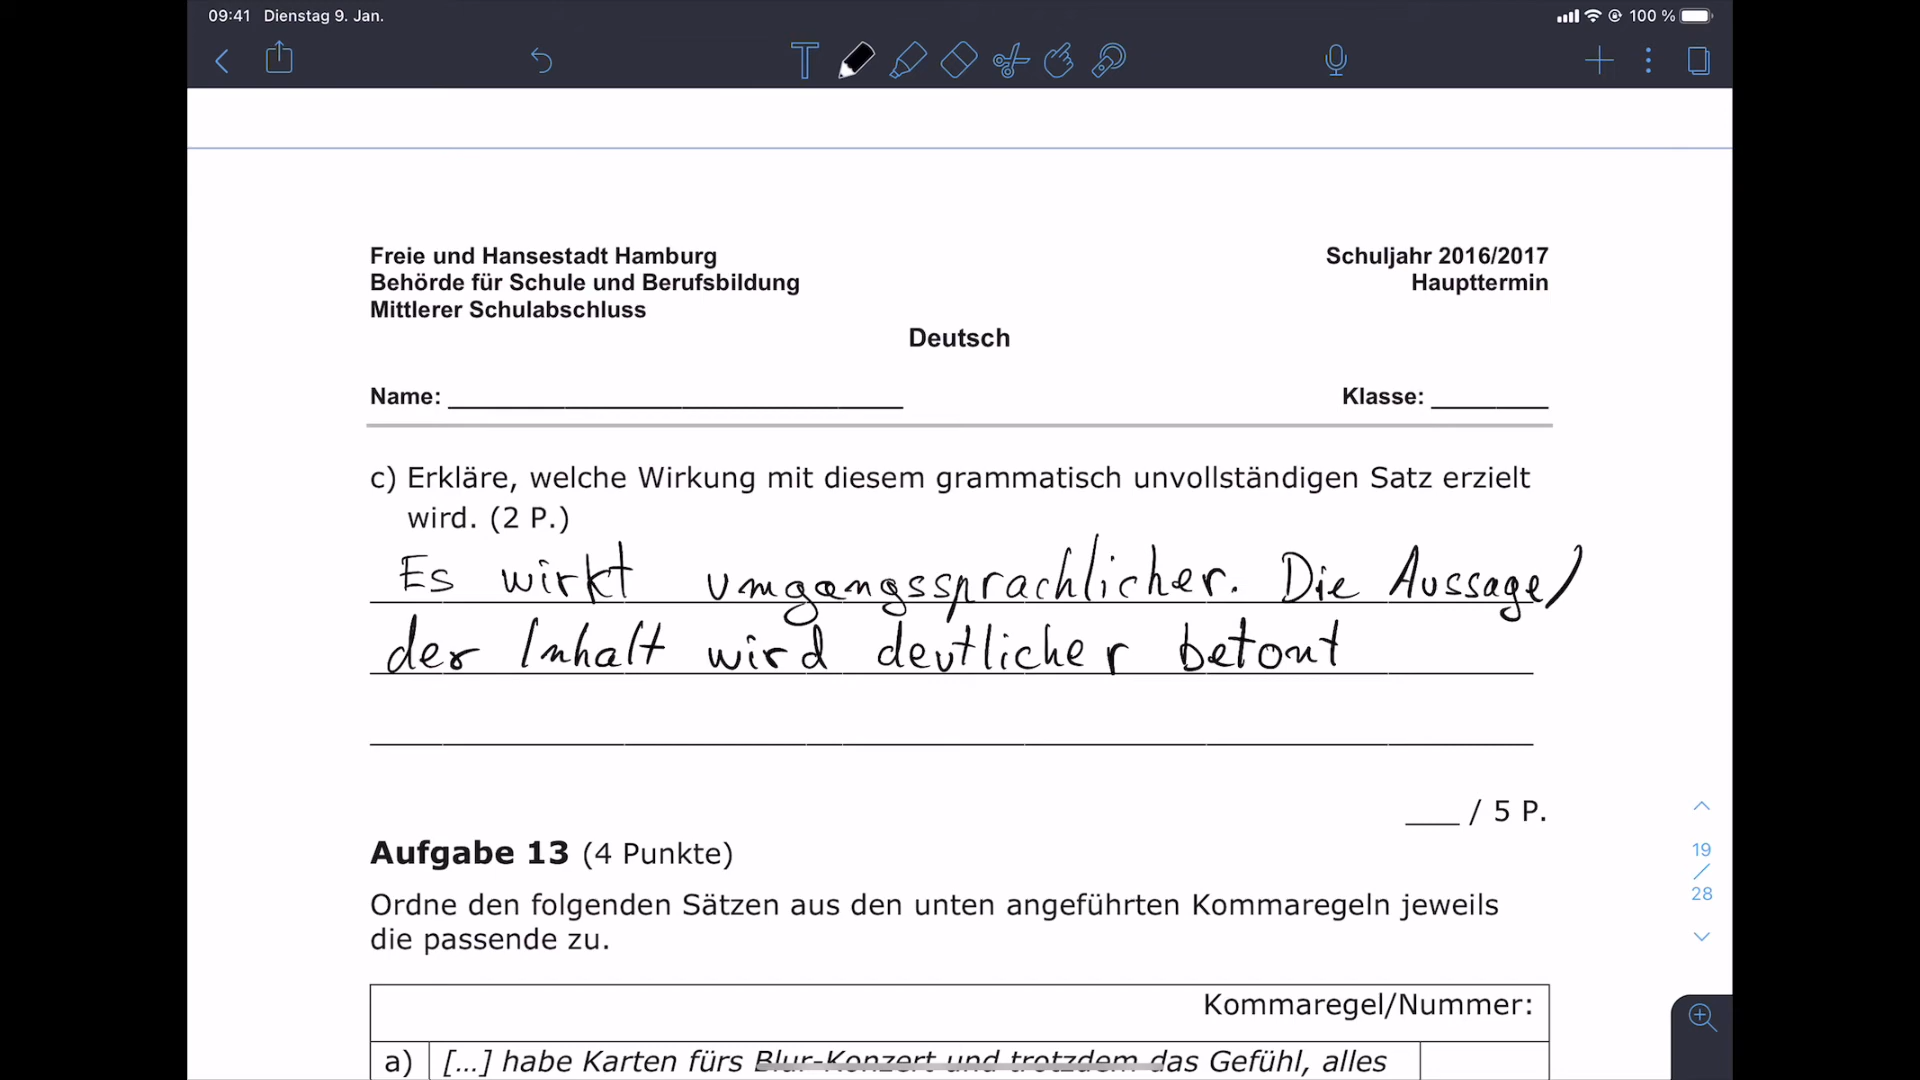 09:41 Dienstag 9. Jan.
100 %
Freie und Hansestadt Hamburg
Schuljahr 2016/2017
Behörde für Schule und Berufsbildung
Haupttermin
Mittlerer Schulabschluss
Deutsch
Name: ____________________
Klasse: ________
c) Erkläre, welche Wirkung mit diesem grammatisch unvollständigen Satz erzielt
wird. (2 P.)
Es wirkt umgangssprachlicher. Die Aussage/
der Inhalt wird deutlicher betont
___ / 5 P.
Aufgabe 13 (4 Punkte)
Ordne den folgenden Sätzen aus den unten angeführten Kommaregeln jeweils
die passende zu.
Kommaregel/Nummer:
a) [...] habe Karten fürs Blur-Konzert und trotzdem das Gefühl, alles
19
/
28